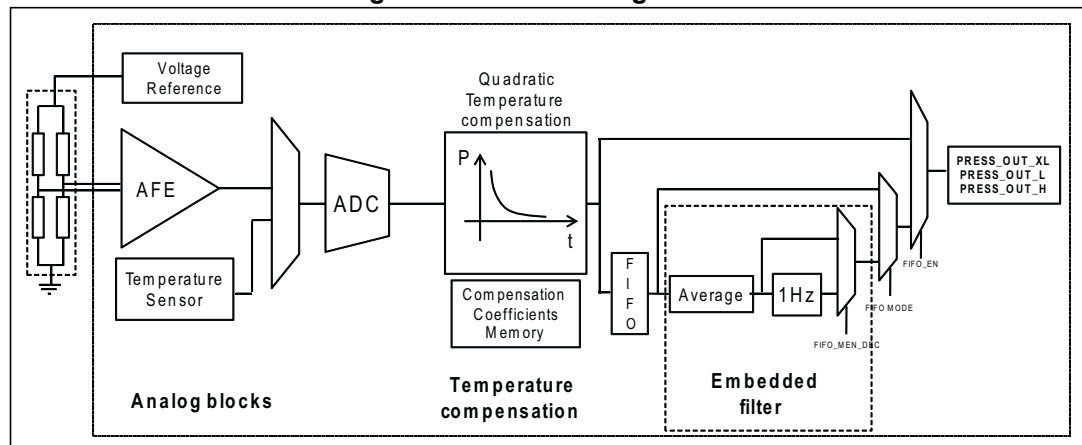 Voltage
Reference
AFE
Temperature
Sensor
ADC
Quadratic
Temperature
compensation
P
t
Compensation
Coefficients
Memory
F
I
F
O
Average
1Hz
FIFO_MEN_DEC
FIFO MODE
FIFO_EN
PRESS_OUT_XL
PRESS_OUT_L
PRESS_OUT_H
Analog blocks
Temperature
compensation
Embedded
filter